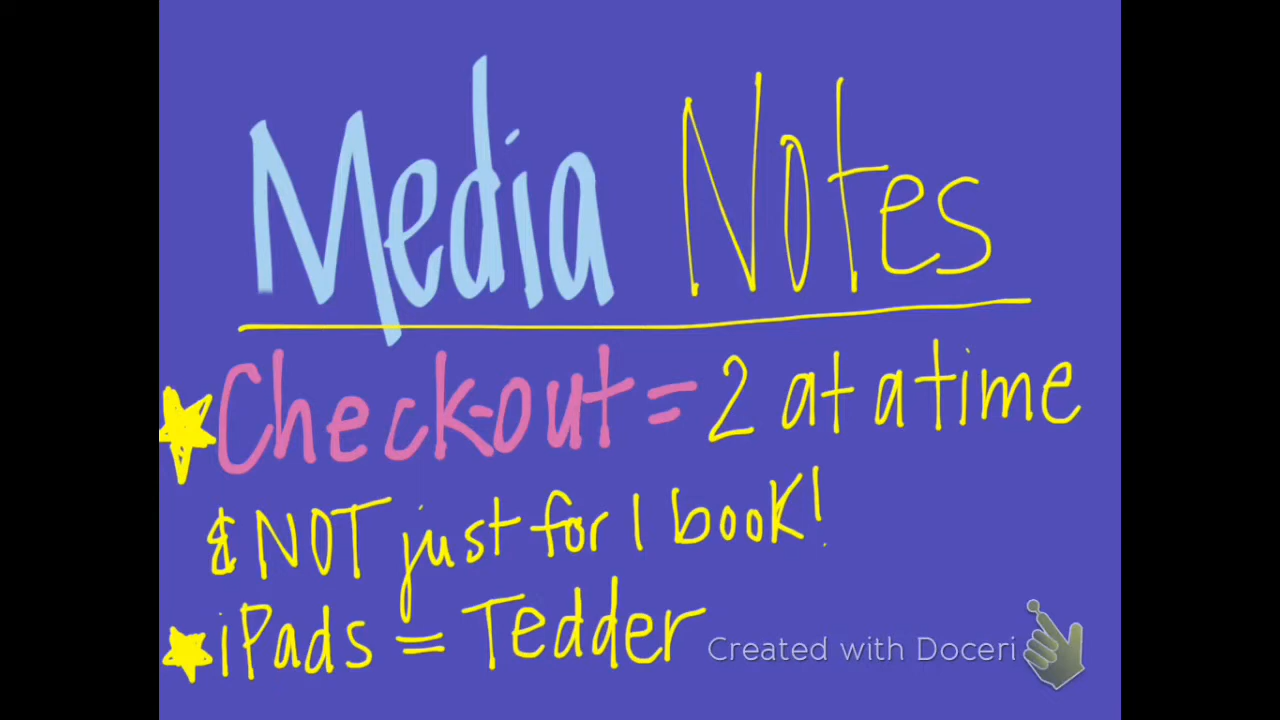 Media Notes
Check-out = 2 at a time
& NOT just for 1 book!
iPads = Tedder
Created with Doceri